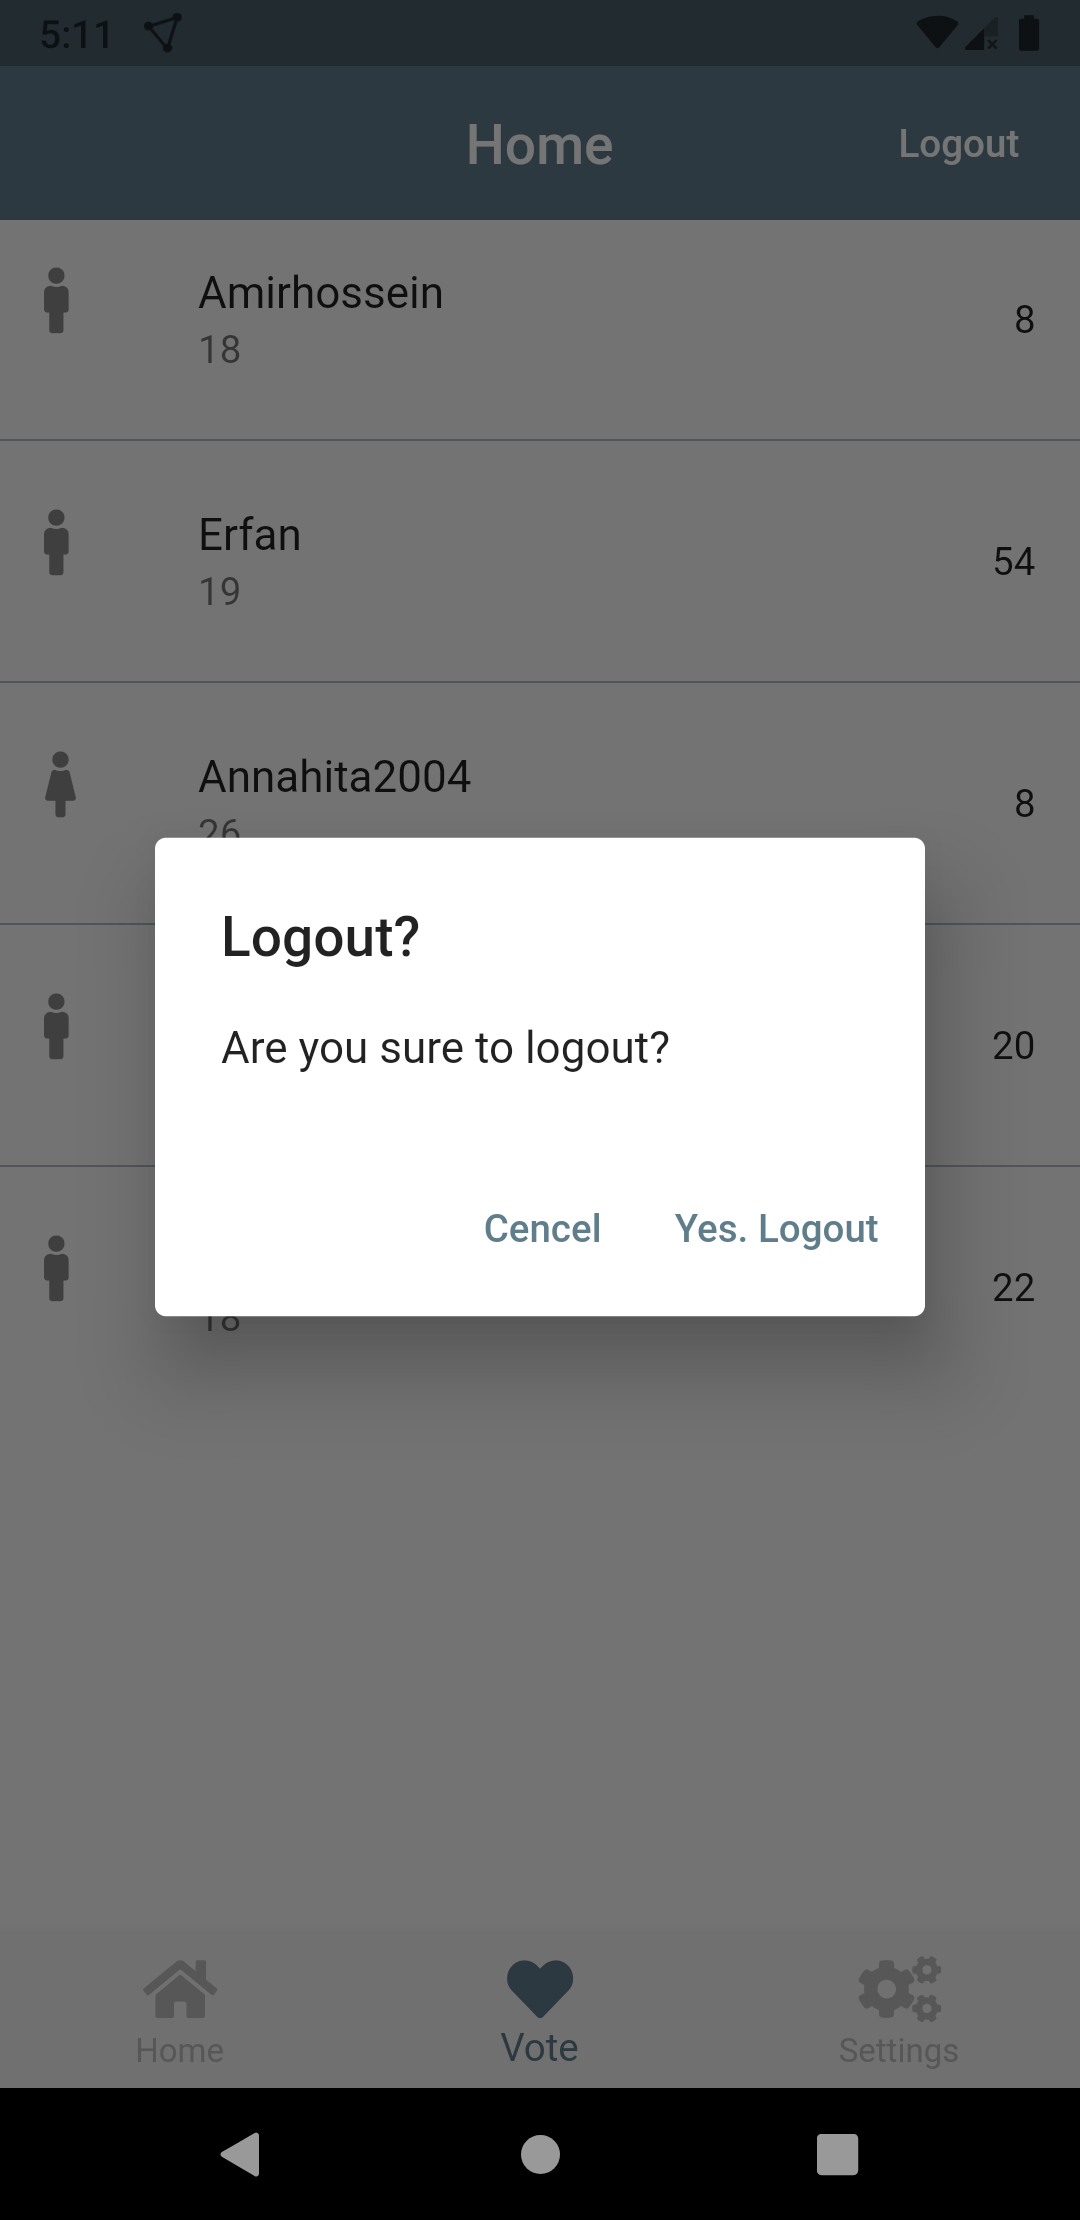 5:11
Home Logout
Amirhossein
18
8
Erfan
19
54
Annahita2004
26
8
Logout?
Are you sure to logout?
20
Cencel Yes. Logout
22
18
Home Vote Settings